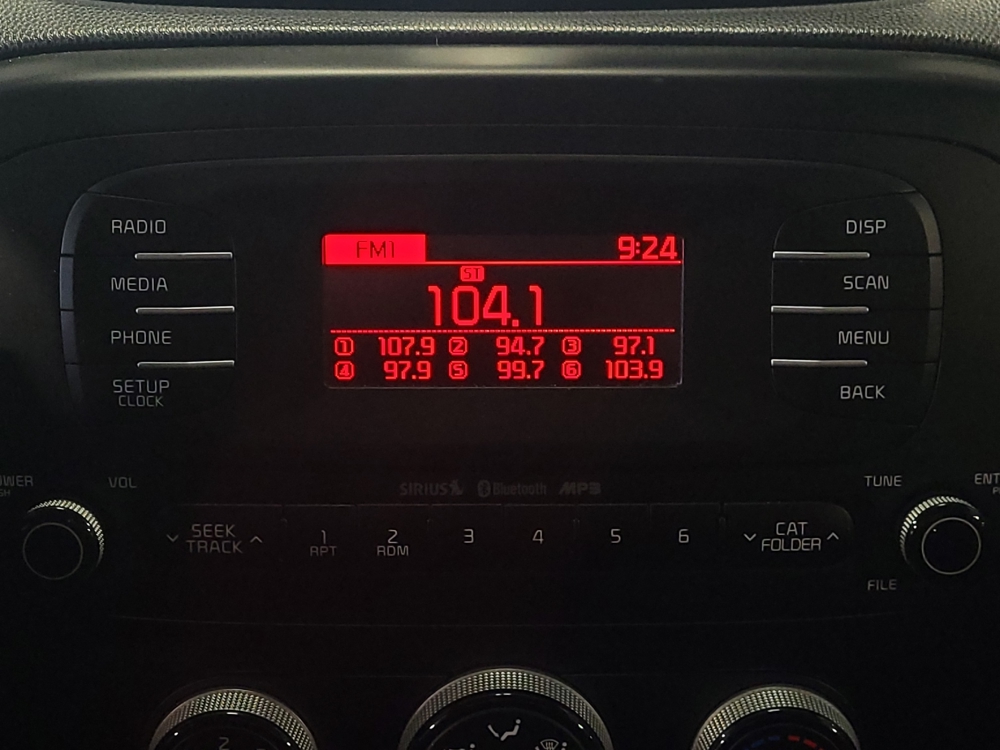 RADIO
MEDIA
PHONE
SETUP
CLOCK
FM1 9:24
ST
104.1
1 107.9 2 94.7 3 97.1
4 97.9 5 99.7 6 103.9
DISP
SCAN
MENU
BACK
VOL
SIRIUS Bluetooth MP3
TUNE
SEEK
TRACK
1
RPT
2
RDM
3
4
5
6
CAT
FOLDER
FILE
2